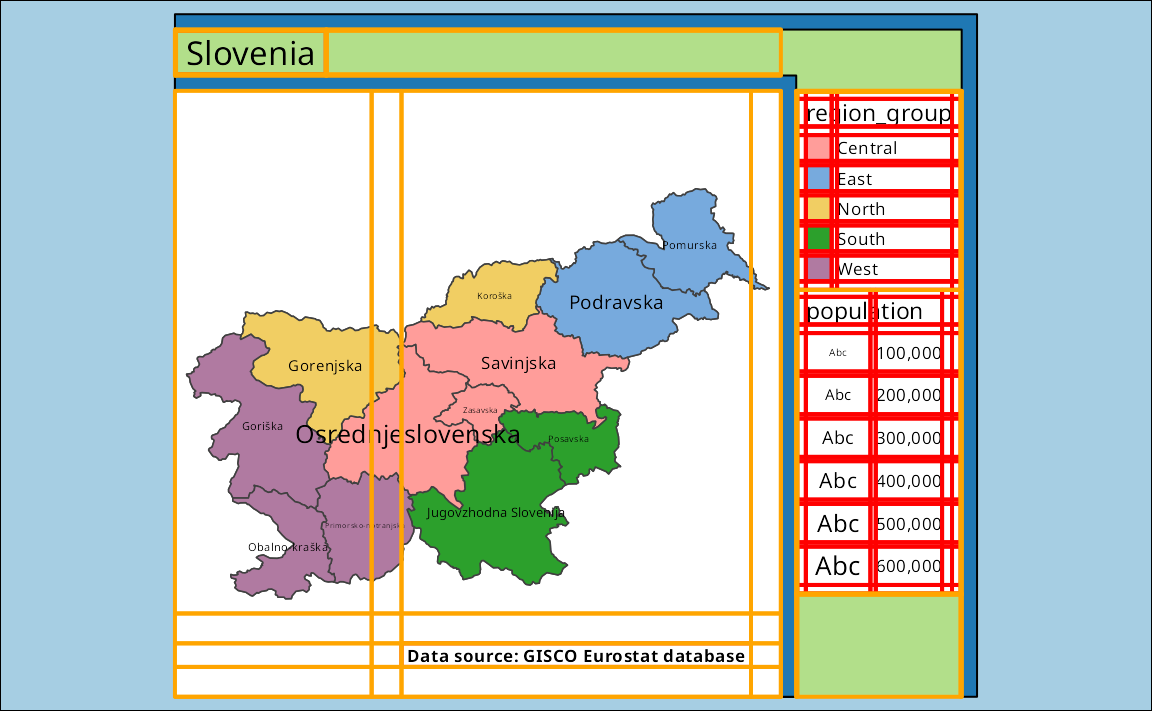 Slovenia
region_group
Central
East
North
South
West
population
Abc 100,000
Abc 200,000
Abc 300,000
Abc 400,000
Abc 500,000
Abc 600,000
Pomurska
Koroška
Podravska
Gorenjska
Savinjska
Zasavska
Goriška
Osrednjeslovenska
Posavska
Jugovzhodna Slovenija
Primorsko-notranjska
Obalno-kraška
Data source: GISCO Eurostat database